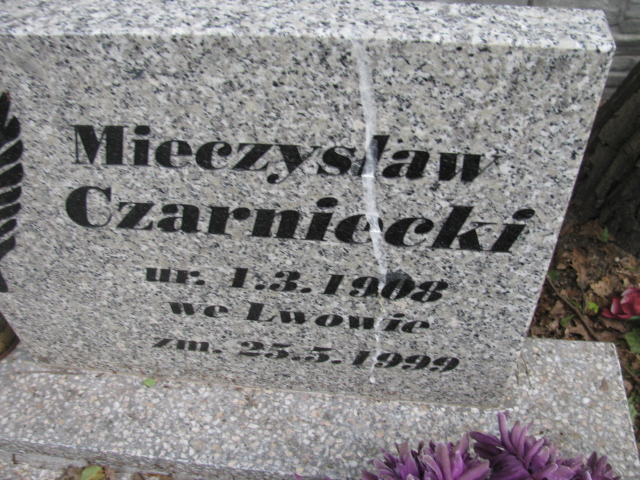 Mieczysław
Czarniecki
ur. 1.3.1908
we Lwowie
zm. 25.5.1999